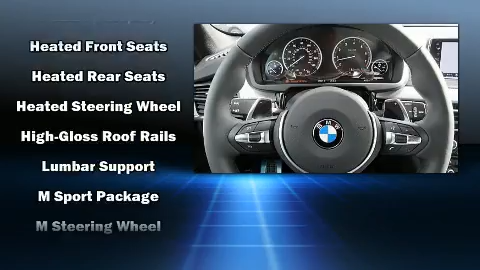 Heated Front Seats
Heated Rear Seats
Heated Steering Wheel
High-Gloss Roof Rails
Lumbar Support
M Sport Package
M Steering Wheel
BMW